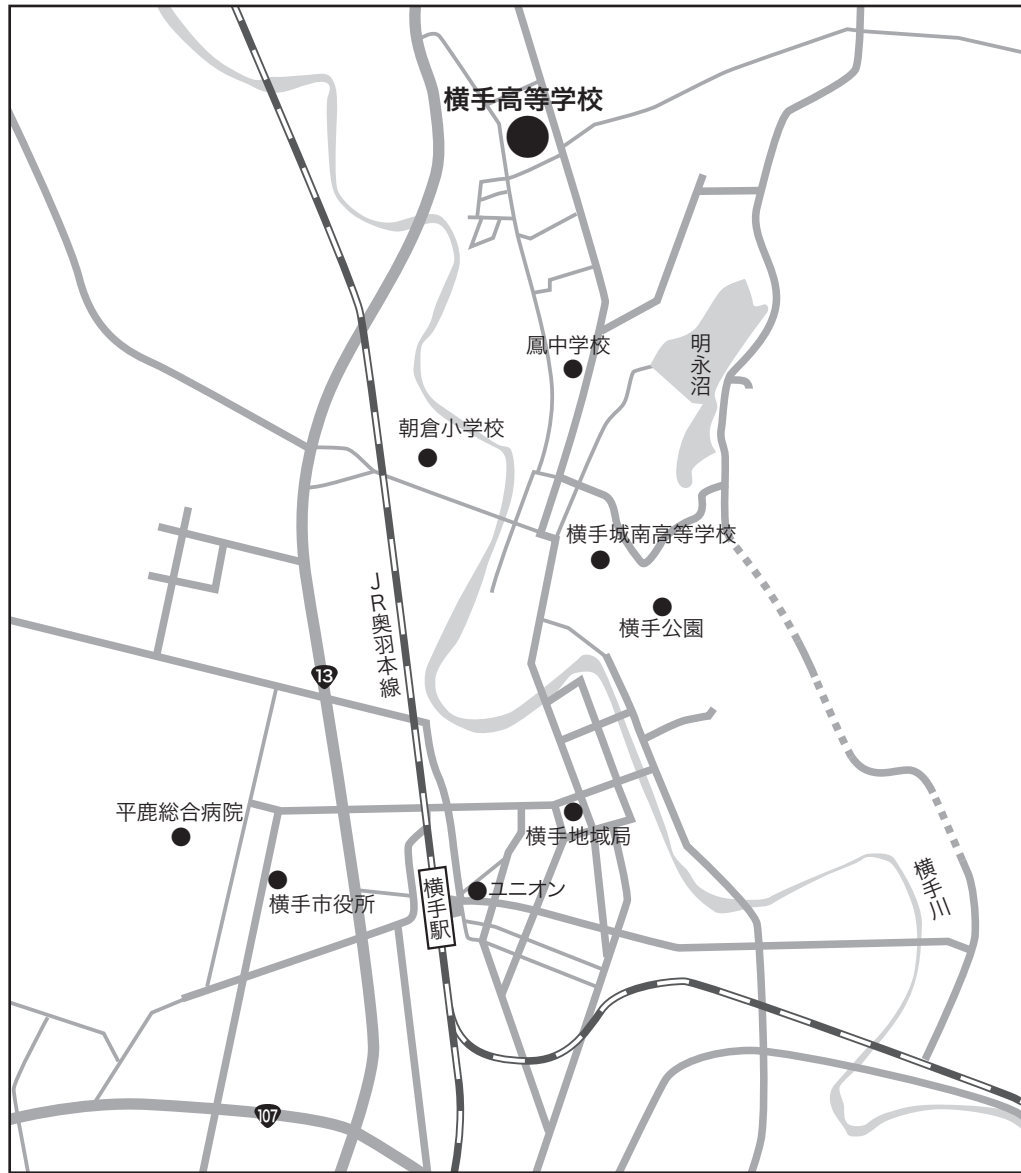 横手高等学校
鳳中学校
明永沼
朝倉小学校
横手城南高等学校
JR奥羽本線
横手公園
13
平鹿総合病院
横手地域局
横手市役所
ユニオン
横手駅
横手川
107